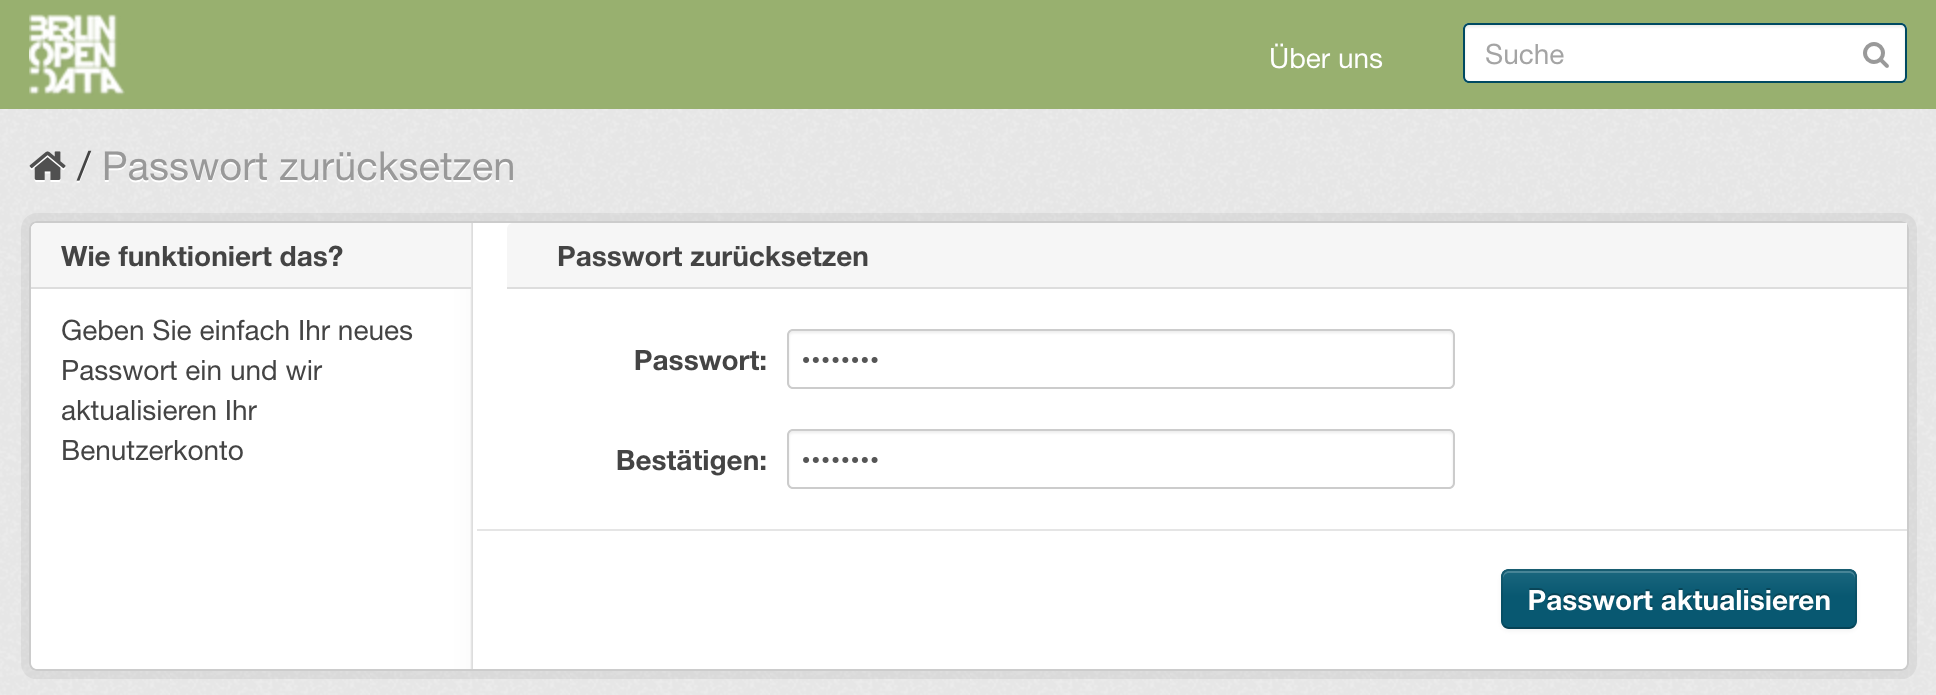 BERLIN
OPEN
DATA
Über uns
Suche
/ Passwort zurücksetzen
Wie funktioniert das?
Geben Sie einfach Ihr neues
Passwort ein und wir
aktualisieren Ihr
Benutzerkonto
Passwort zurücksetzen
Passwort: ••••••••
Bestätigen: ••••••••
Passwort aktualisieren